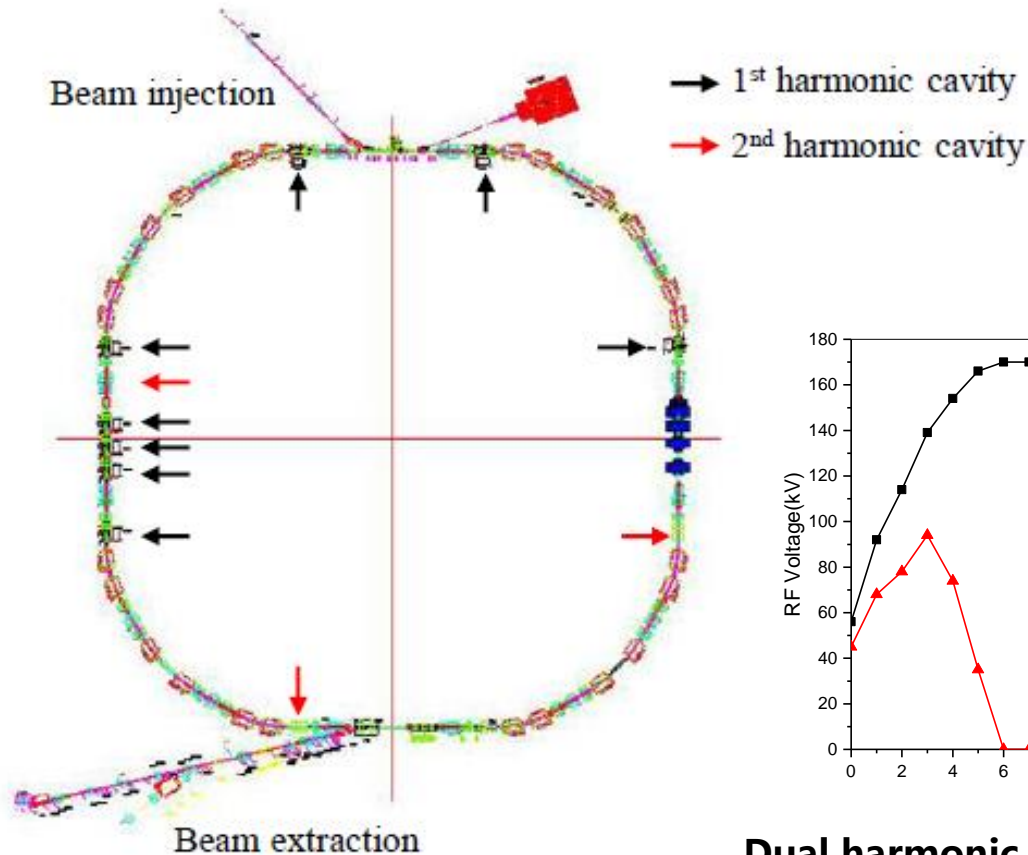 Beam injection
1st harmonic cavity
2nd harmonic cavity
180
160
140
120
100
80
60
40
20
0
RF Voltage(kV)
0 2 4 6
Beam extraction
Dual harmonic